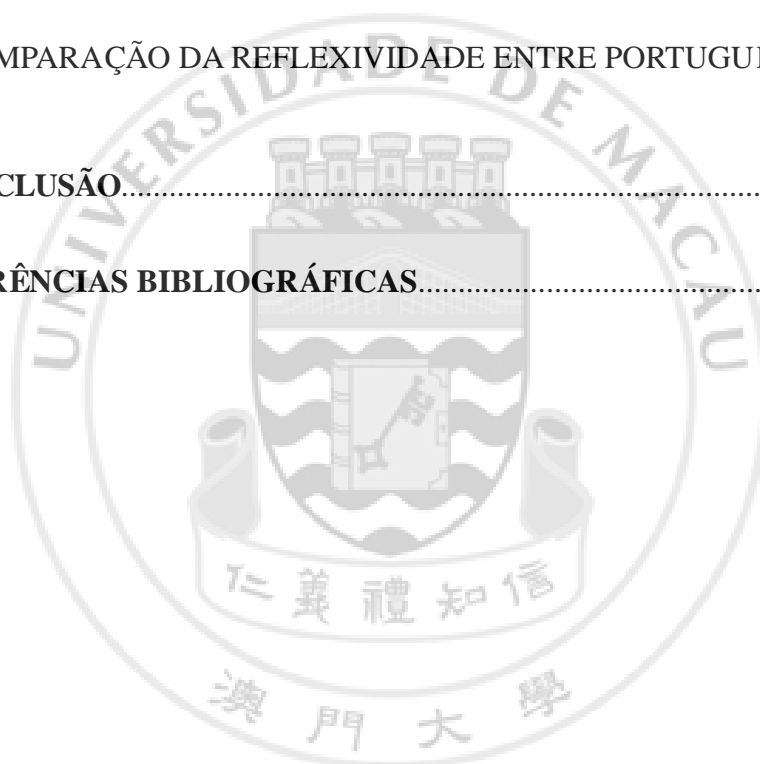 MPARAÇÃO DA REFLEXIVIDADE ENTRE PORTUGU
CLUSÃO
RÊNCIAS BIBLIOGRÁFICAS
UNIVERSIDADE DE MACAU
仁義禮知信
澳門大學